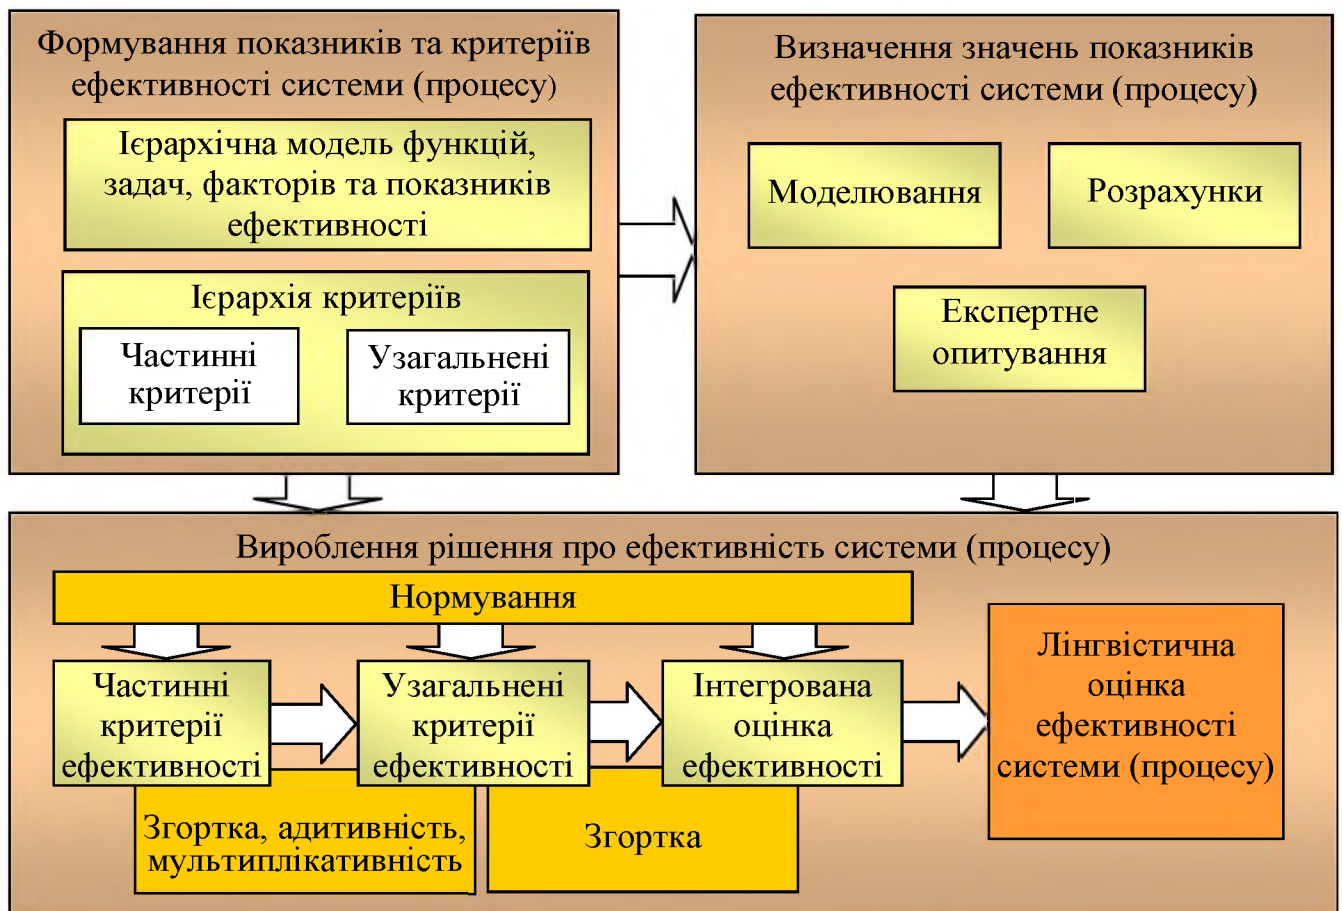 Формування показників та критеріїв
ефективності системи (процесу)
Ієрархічна модель функцій,
задач, факторів та показників
ефективності
Ієрархія критеріїв
Частинні
критерії
Узагальнені
критерії
Визначення значень показників
ефективності системи (процесу)
Моделювання
Розрахунки
Експертне
опитування
Вироблення рішення про ефективність системи (процесу)
Нормування
Частинні
критерії
ефективності
Узагальнені
критерії
ефективності
Інтегрована
оцінка
ефективності
Лінгвістична
оцінка
ефективності
системи (процесу)
Згортка, адитивність,
мультиплікативність
Згортка